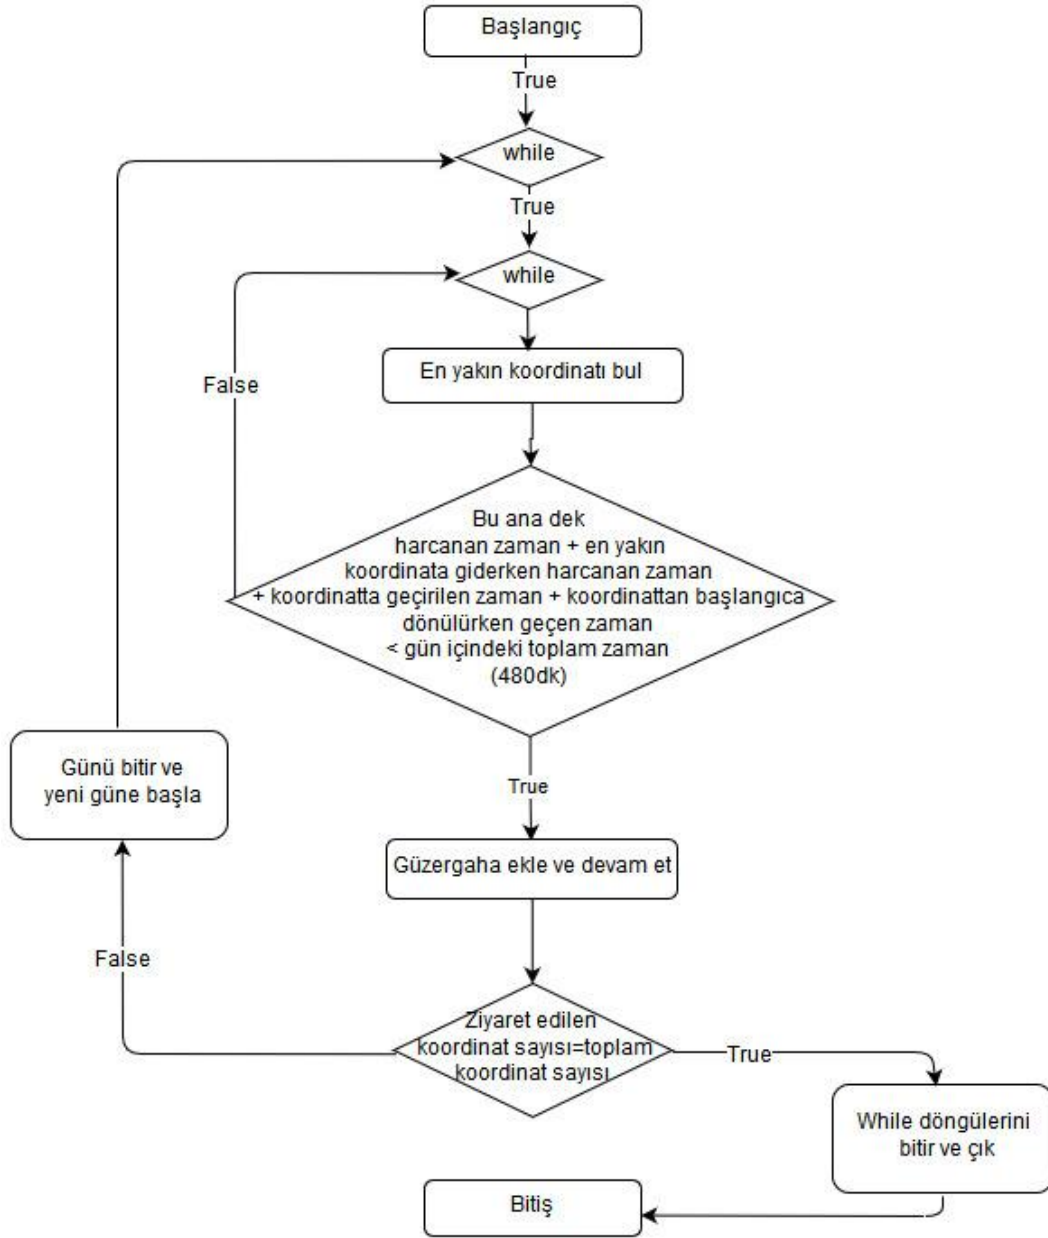 Başlangıç
True
while
True
while
En yakın koordinatı bul
False
Bu ana dek
harcanan zaman + en yakın
koordinata giderken harcanan zaman
+ koordinatta geçirilen zaman + koordinattan başlangıca
dönülürken geçen zaman
< gün içindeki toplam zaman
(480dk)
Günü bitir ve
yeni güne başla
True
Güzergaha ekle ve devam et
False
Ziyaret edilen
koordinat sayısı=toplam
koordinat sayısı
True
While döngülerini
bitir ve çık
Bitiş